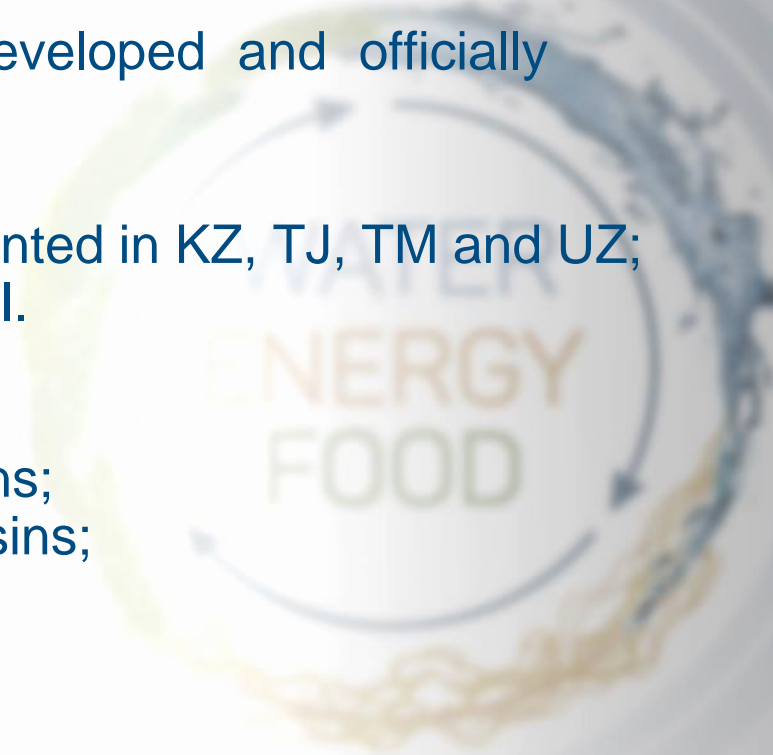 eveloped and officially
nted in KZ, TJ, TM and UZ;
l.
ns;
sins;
WATER
ENERGY
FOOD